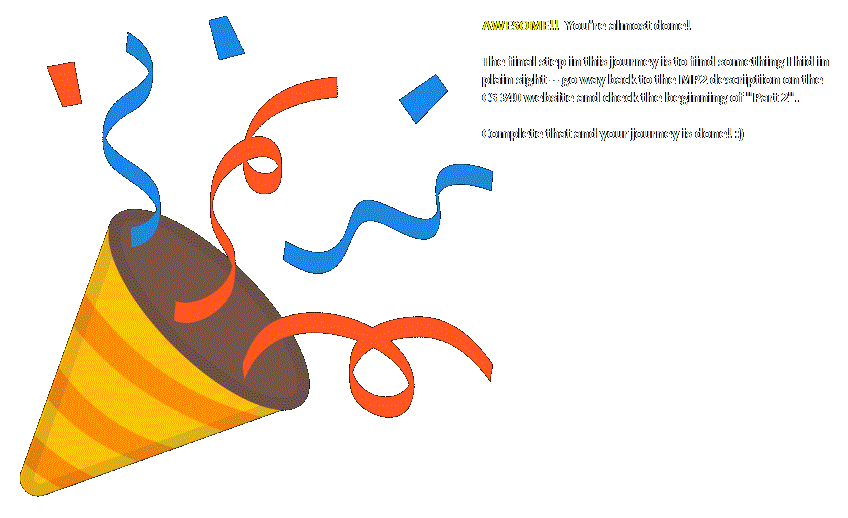 AWESOME!! You're almost done!
The final step in this journey is to find something I hid in
plain sight -- go way back to the MP2 description on the
CS 340 website and check the beginning of "Part 2".
Complete that and your journey is done! :)